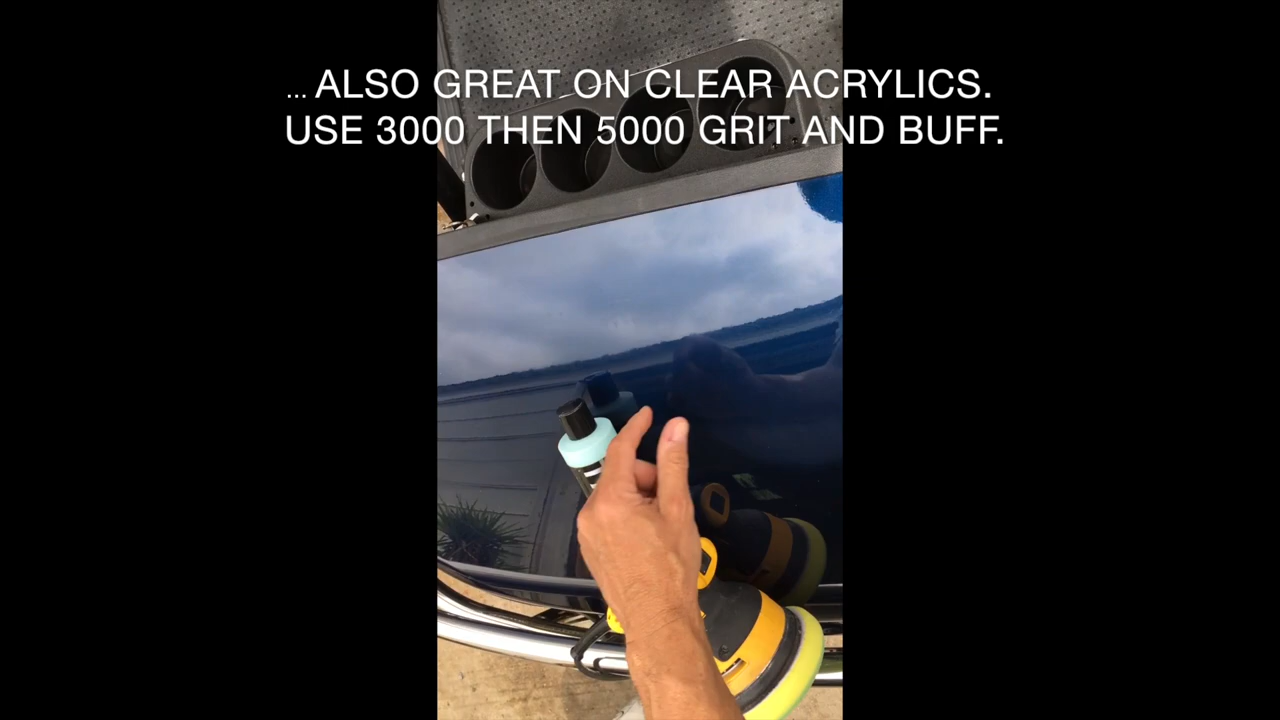 ... ALSO GREAT ON CLEAR ACRYLICS.
USE 3000 THEN 5000 GRIT AND BUFF.